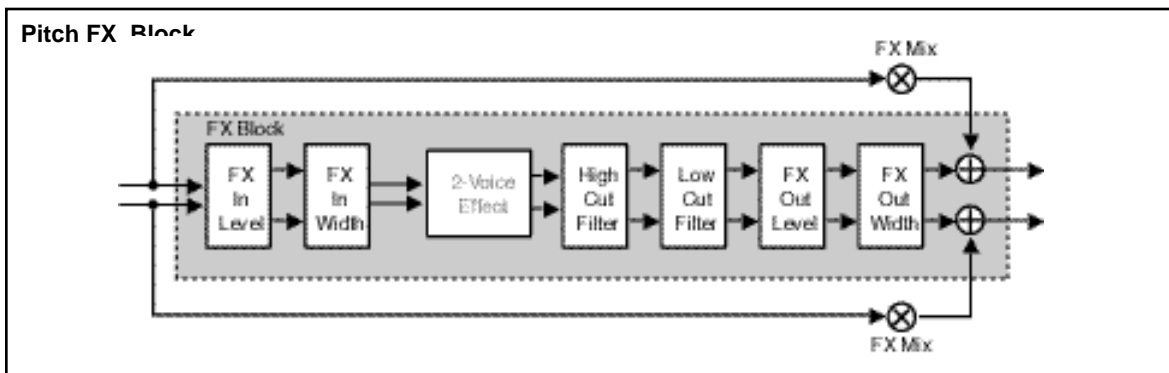 Pitch FX Block
FX Mix
FX Block
FX
In
Level
FX
In
Width
2-Voice
Effect
High
Cut
Filter
Low
Cut
Filter
FX
Out
Level
FX
Out
Width
FX Mix